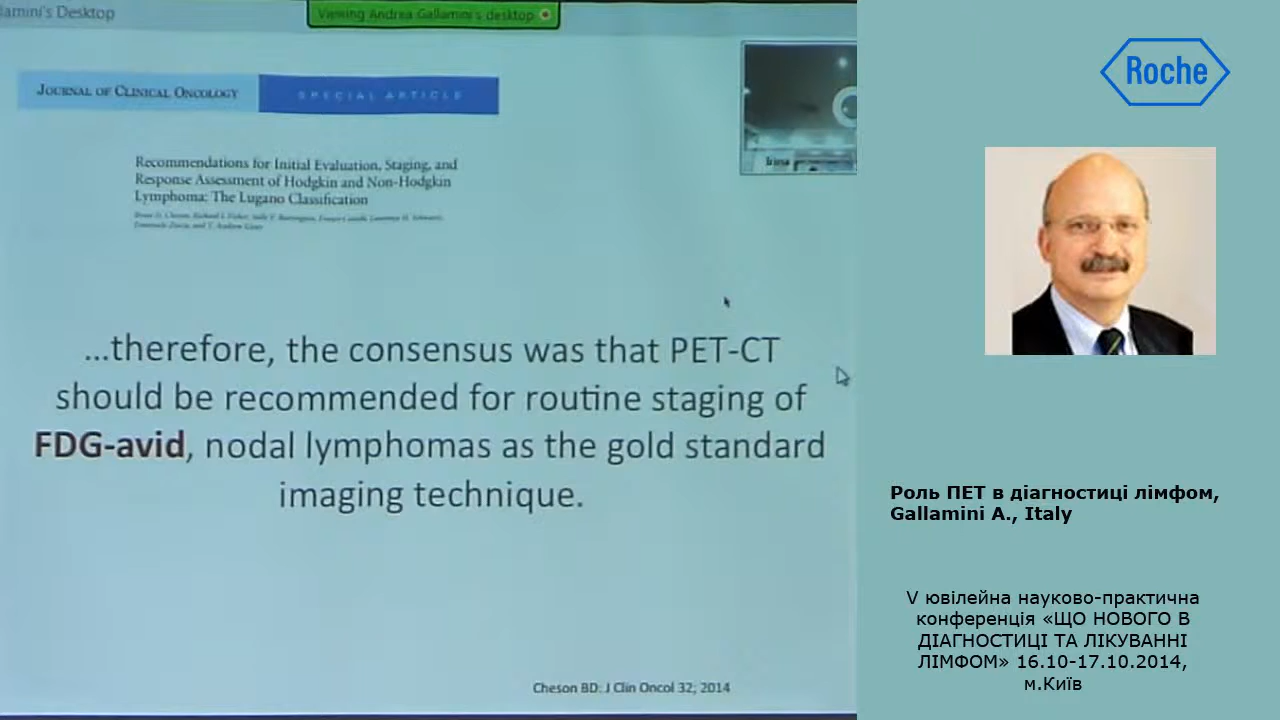 lamini's Desktop
Viewing Andrea Gallamini's desktop
JOURNAL OF CLINICAL ONCOLOGY
SPECIAL ARTICLE
Recommendations for Initial Evaluation, Staging, and
Response Assessment of Hodgkin and Non-Hodgkin
Lymphoma: The Lugano Classification
Irina
...therefore, the consensus was that PET-CT
should be recommended for routine staging of
FDG-avid, nodal lymphomas as the gold standard
imaging technique.
Cheson BD: J Clin Oncol 32; 2014
Roche
Роль ПЕТ в діагностиці лімфом,
Gallamini A., Italy
V ювілейна науково-практична
конференція «ЩО НОВОГО В
ДІАГНОСТИЦІ ТА ЛІКУВАННІ
ЛІМФОМ» 16.10-17.10.2014,
м.Київ